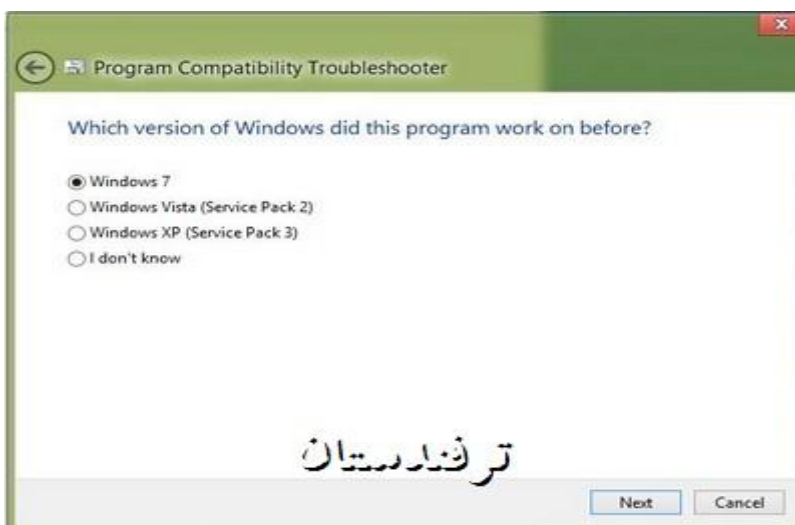 Program Compatibility Troubleshooter
Which version of Windows did this program work on before?
Windows 7
Windows Vista (Service Pack 2)
Windows XP (Service Pack 3)
I don't know
ترفندستان
Next Cancel